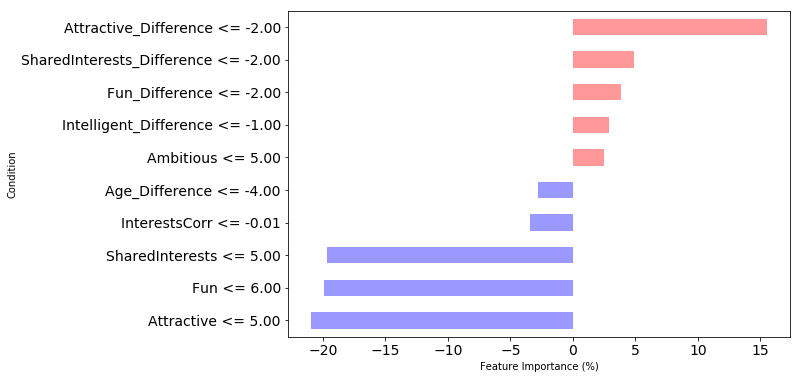 Attractive_Difference <= -2.00
SharedInterests_Difference <= -2.00
Fun_Difference <= -2.00
Intelligent_Difference <= -1.00
Ambitious <= 5.00
Age_Difference <= -4.00
InterestsCorr <= -0.01
SharedInterests <= 5.00
Fun <= 6.00
Attractive <= 5.00
Condition
−20 −15 −10 −5 0 5 10 15
Feature Importance (%)